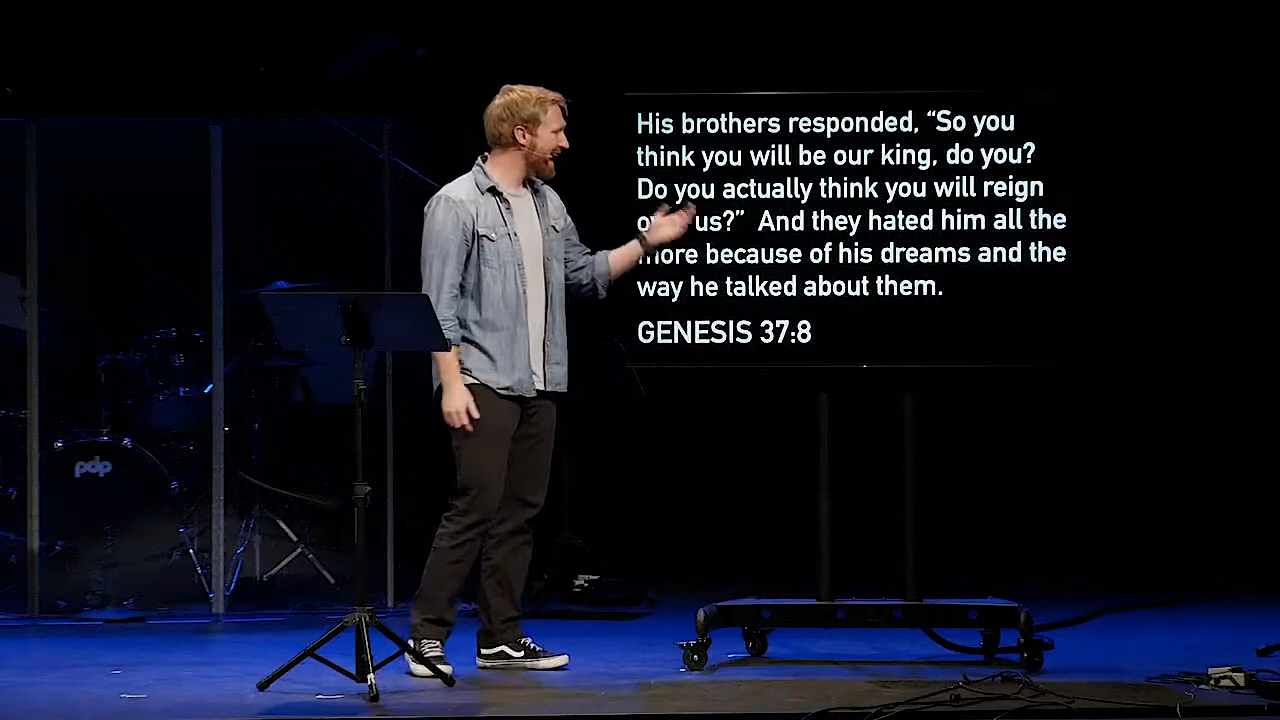 His brothers responded, “So you
think you will be our king, do you?
Do you actually think you will reign
us?” And they hated him all the
more because of his dreams and the
way he talked about them.
GENESIS 37:8
pdp